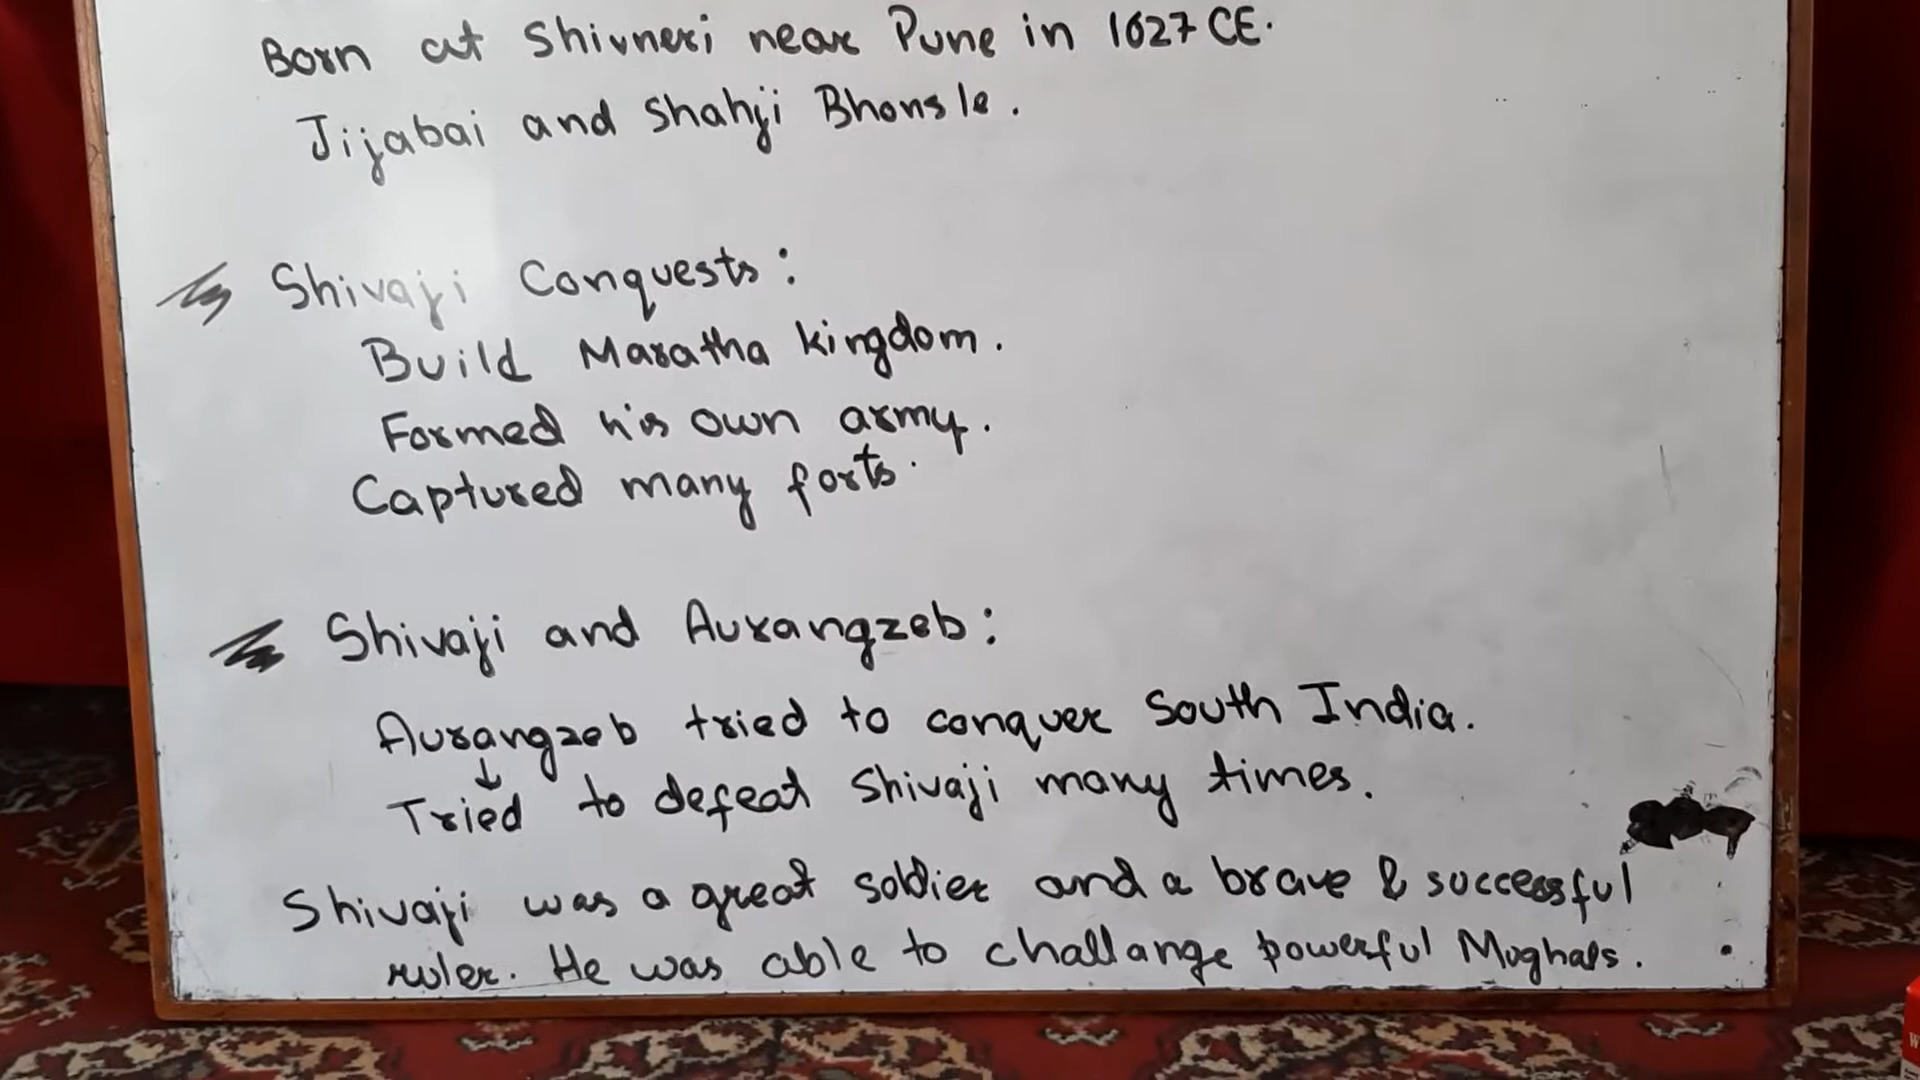 Born at Shivneri near Pune in 1627 CE.
Jijabai and Shahji Bhonsle.
Shivaji Conquests:
Build Maratha kingdom.
Formed his own army.
Captured many forts.
Shivaji and Aurangzeb:
Aurangzeb tried to conquer South India.
↓
Tried to defeat Shivaji many times.
Shivaji was a great soldier and a brave & successful
ruler. He was able to challange powerful Mughals.
W